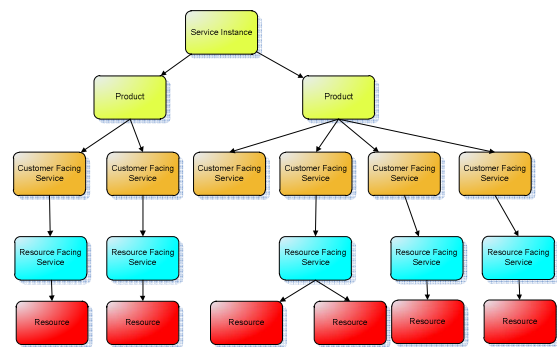 Service Instance
Product
Product
Customer Facing
Service
Customer Facing
Service
Customer Facing
Service
Customer Facing
Service
Customer Facing
Service
Customer Facing
Service
Resource Facing
Service
Resource Facing
Service
Resource Facing
Service
Resource Facing
Service
Resource Facing
Service
Resource
Resource
Resource
Resource
Resource
Resource